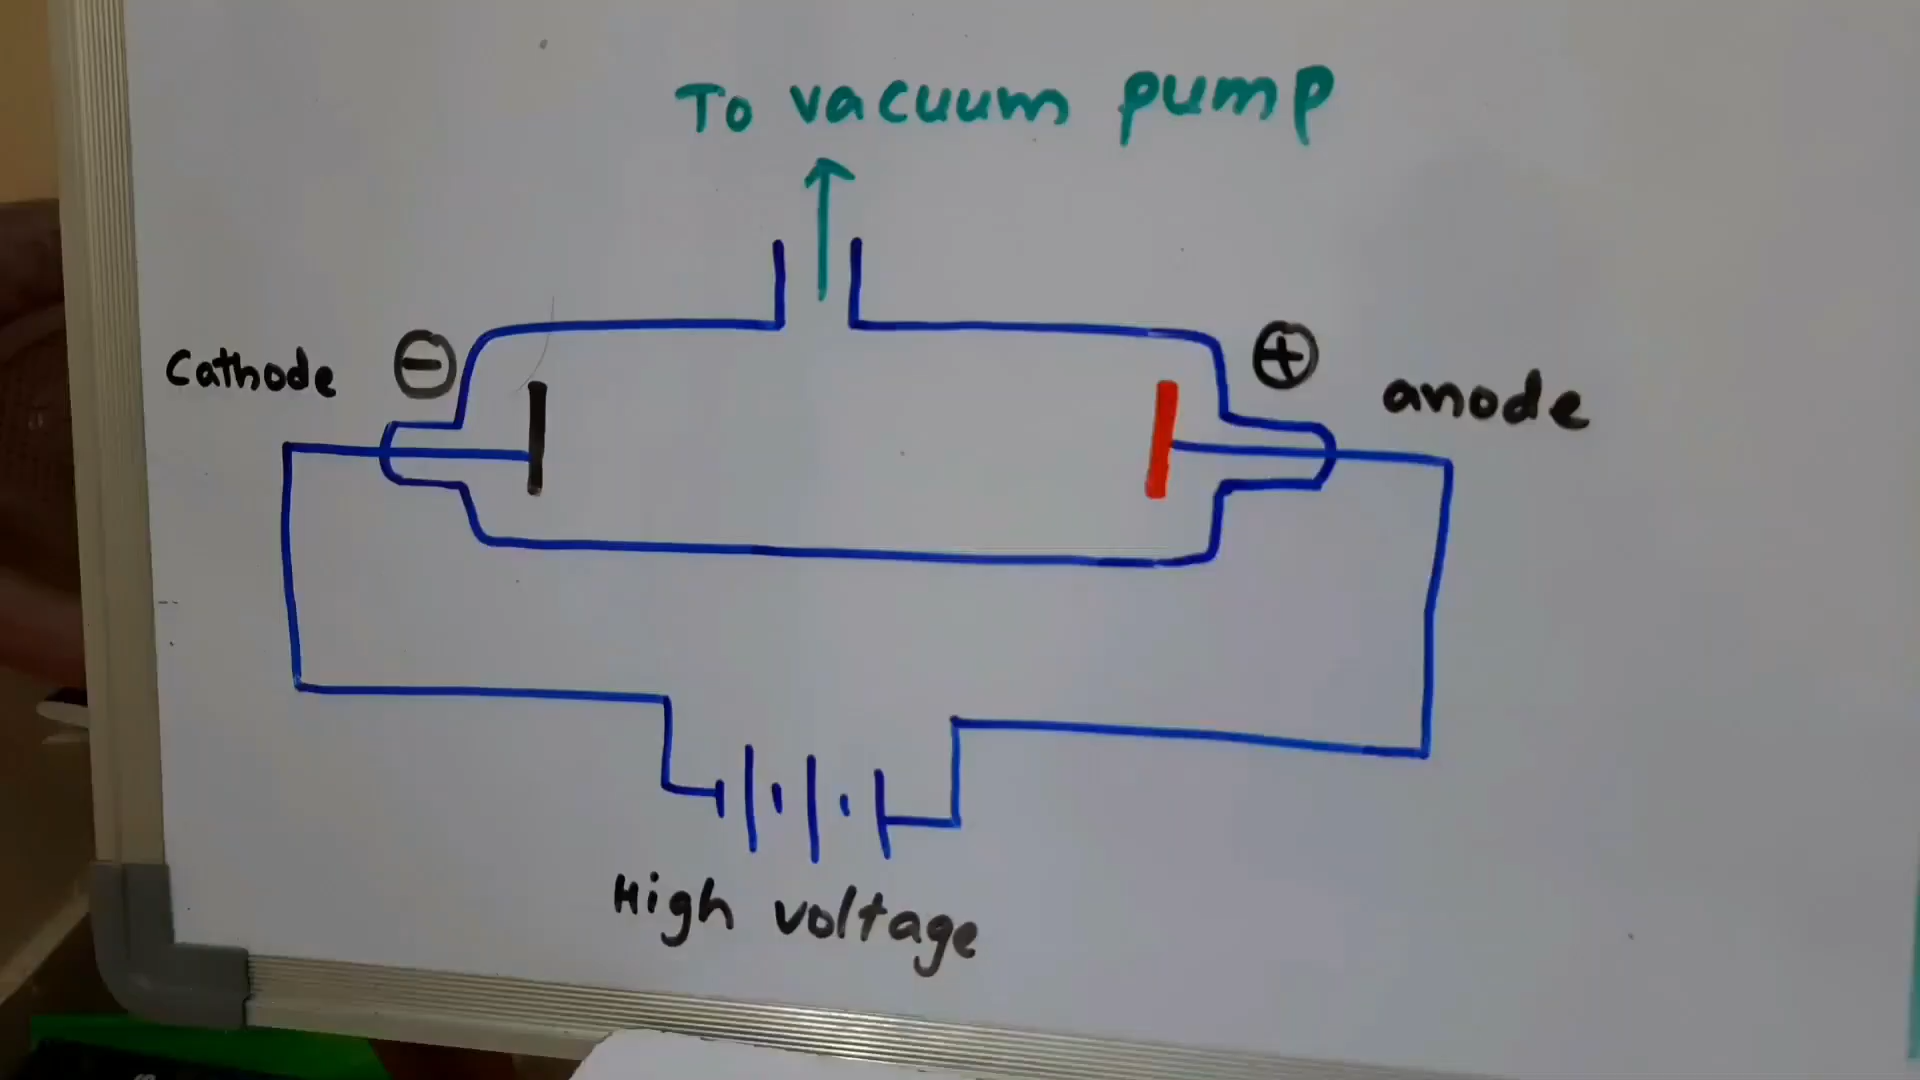 To vacuum pump
Cathode ⊖ ⊕ anode
High voltage